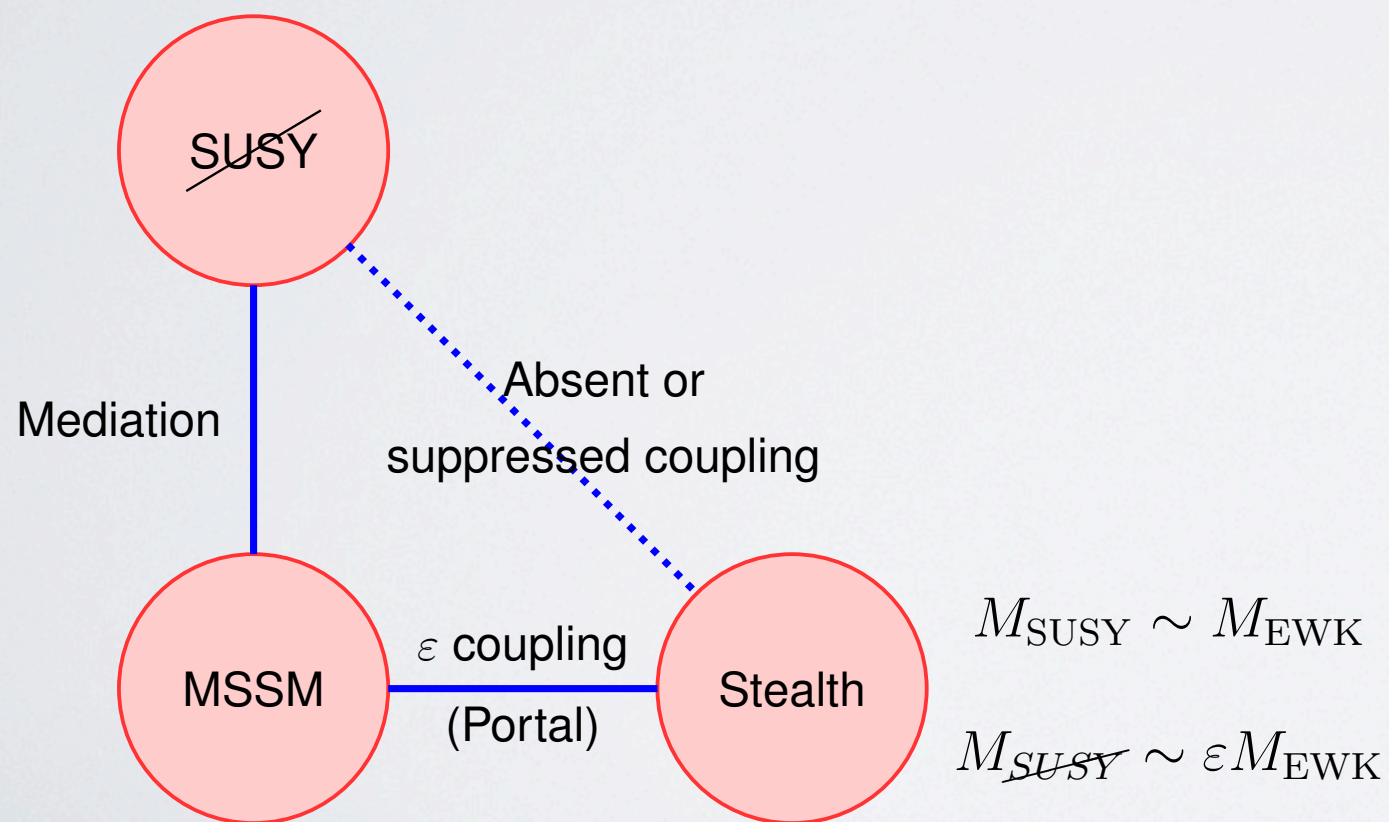 SUSY
Absent or
Mediation
suppressed coupling
M_SUSY ∼ M_EWK
ε coupling
MSSM
Stealth
(Portal)
M_SUSY ∼ εM_EWK